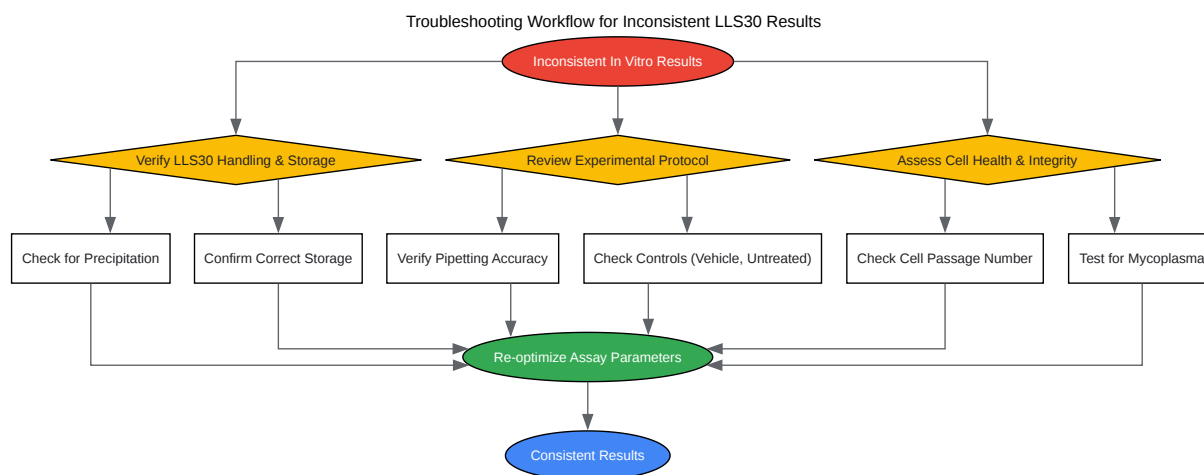 Troubleshooting Workflow for Inconsistent LLS30 Results
Inconsistent In Vitro Results
Verify LLS30 Handling & Storage
Review Experimental Protocol
Assess Cell Health & Integrity
Check for Precipitation
Confirm Correct Storage
Verify Pipetting Accuracy
Check Controls (Vehicle, Untreated)
Check Cell Passage Number
Test for Mycoplasma
Re-optimize Assay Parameters
Consistent Results